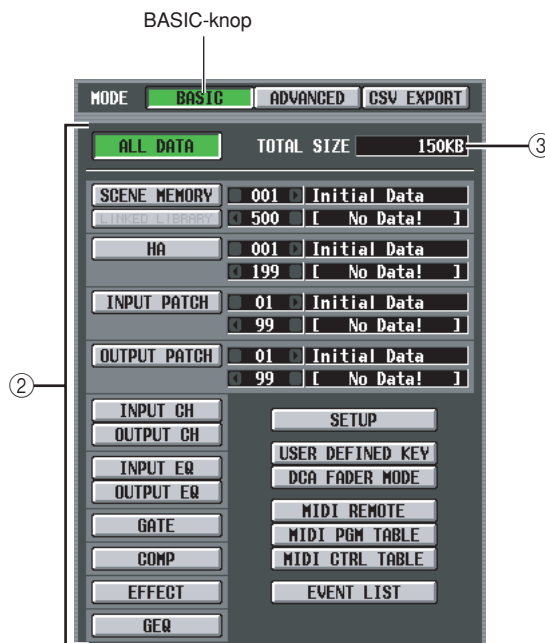 BASIC-knop
MODE BASIC ADVANCED CSV EXPORT
ALL DATA TOTAL SIZE 150KB ③
SCENE MEMORY 001 Initial Data
LINKED LIBRARY 500 [ No Data! ]
HA 001 Initial Data
199 [ No Data! ]
INPUT PATCH 01 Initial Data
99 [ No Data! ]
OUTPUT PATCH 01 Initial Data
99 [ No Data! ]
②
INPUT CH
OUTPUT CH
INPUT EQ
OUTPUT EQ
GATE
COMP
EFFECT
GEQ
SETUP
USER DEFINED KEY
DCA FADER MODE
MIDI REMOTE
MIDI PGM TABLE
MIDI CTRL TABLE
EVENT LIST